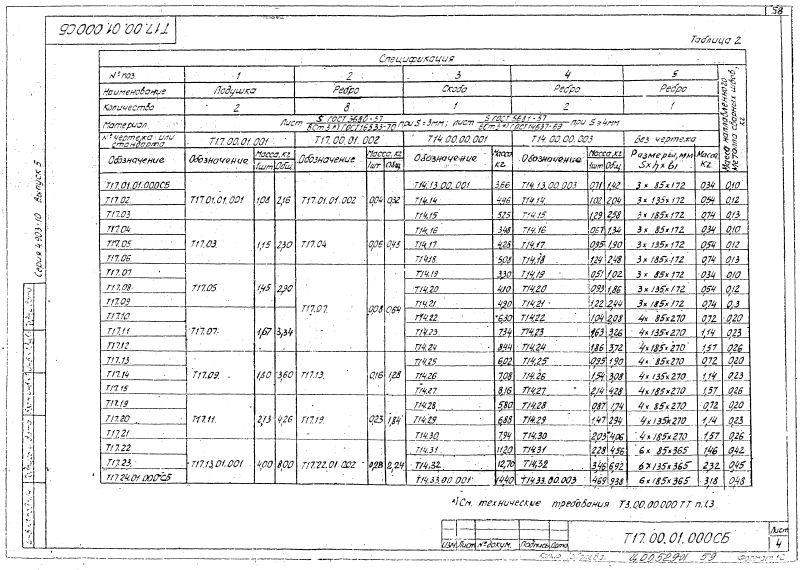 58
Т17.00.01.000СБ
Таблица 2
Серия 4.903-10 выпуск 5
Спецификация
№ поз. 1 2 3 4 5
Наименование Подушка Ребро Скоба Ребро Ребро
Количество 2 8 1 2 1
Материал Лист S ГОСТ 3680-57 при S=3мм; лист S ГОСТ 5681-57 при S≥4мм
№ чертежа или стандарта Т17.00.01.001 Т17.00.01.002 Т14.00.00.001 Т14.00.00.003 Без чертежа
Масса наплавленного металла сварных швов, кг
Обозначение Обозначение Масса, кг 1шт Общ Обозначение Масса, кг 1шт Общ Обозначение Масса кг Обозначение Масса, кг 1шт Общ Размеры, мм S×h×b1 Масса кг
Т17.01.01.000СБ Т14.13.00.001 3,66 Т14.13.00.003 0,71 1,42 3×85×172 0,34 0,10
Т17.02 Т17.01.01.001 1,08 2,16 Т17.01.01.002 0,04 0,32 Т14.14 4,96 Т14.14 1,02 2,04 3×135×172 0,54 0,12
Т17.03 Т14.15 5,25 Т14.15 1,29 2,58 3×185×172 0,74 0,13
Т17.04 Т14.16 3,48 Т14.16 0,67 1,34 3×85×172 0,34 0,10
Т17.05 Т17.03. 1,15 2,30 Т17.04 0,06 Т14.17 4,28 Т14.17 0,95 1,90 3×135×172 0,54 0,12
Т17.06 Т14.18 5,08 Т14.18 1,24 2,48 3×185×172 0,74 0,13
Т17.07 Т14.19 3,30 Т14.19 0,51 1,02 3×85×172 0,34 0,10
Т17.08 Т17.05 1,45 2,90 Т14.20 4,10 Т14.20 0,93 1,86 3×135×172 0,54 0,12
Т17.09 Т17.07. 0,08 0,64 Т14.21 4,90 Т14.21 1,22 2,44 3×185×172 0,74 0,3
Т17.10 Т14.22 6,30 Т14.22 1,04 2,08 4×85×270 0,72 0,20
Т17.11 Т17.07. 1,67 3,34 Т14.23 7,34 Т14.23 1,63 3,26 4×135×270 1,14 0,23
Т17.12 Т14.24 8,44 Т14.24 1,86 3,72 4×185×270 1,57 0,26
Т17.13 Т14.25 6,02 Т14.25 0,95 1,90 4×85×270 0,72 0,20
Т17.14 Т17.09. 1,80 3,60 Т17.13. 0,16 1,28 Т14.26 7,08 Т14.26 1,54 3,08 4×135×270 1,14 0,23
Т17.15 Т14.27 8,16 Т14.27 2,14 4,28 4×185×270 1,57 0,26
Т17.19 Т14.28 5,80 Т14.28 0,87 1,74 4×85×270 0,72 0,20
Т17.20 Т17.11. 2,13 4,26 Т17.19 0,23 1,84 Т14.29 6,88 Т14.29 1,47 2,94 4×135×270 1,14 0,23
Т17.21 Т14.30 7,94 Т14.30 2,03 4,06 4×185×270 1,57 0,26
Т17.22 Т14.31 11,20 Т14.31 2,28 4,56 6×85×365 1,46 0,42
Т17.23 Т17.13.01.001 4,00 8,00 Т17.22.01.002 0,28 2,24 Т14.32 12,70 Т14.32 3,46 6,92 6×135×365 2,32 0,45
Т17.24.01.000СБ Т14.33.00.001 14,40 Т14.33.00.003 4,69 9,38 6×185×365 3,18 0,48
*) См. технические требования Т3.00.00.000 ТТ п.1.3.
Т17.00.01.000СБ
Лист
4
Изм. Лист № докум. Подпись Дата
Ц.00529-01 59
Формат 12